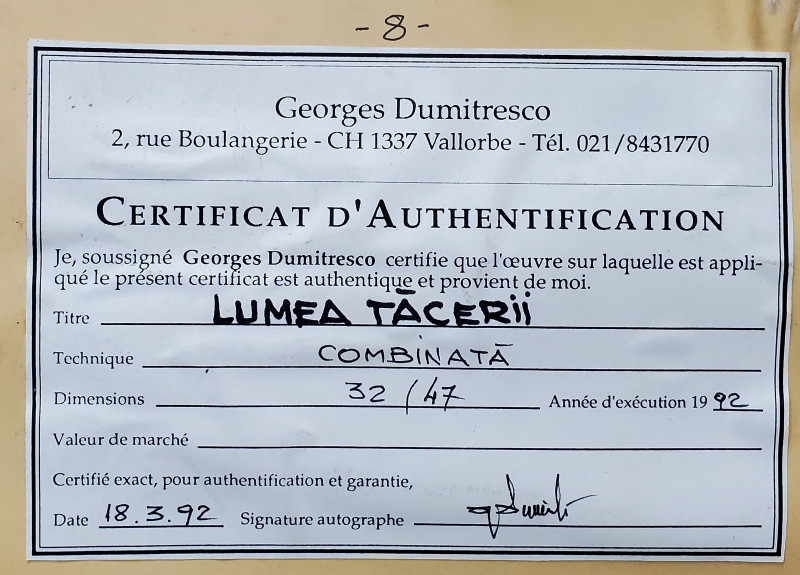 - 8 -
Georges Dumitresco
2, rue Boulangerie - CH 1337 Vallorbe - Tél. 021/8431770
CERTIFICAT D'AUTHENTIFICATION
Je, soussigné Georges Dumitresco certifie que l'œuvre sur laquelle est appli-
qué le présent certificat est authentique et provient de moi.
Titre LUMEA TĂCERii
Technique COMBINATĂ
Dimensions 32 / 47 Année d'exécution 1992
Valeur de marché
Certifié exact, pour authentification et garantie,
Date 18.3.92 Signature autographe